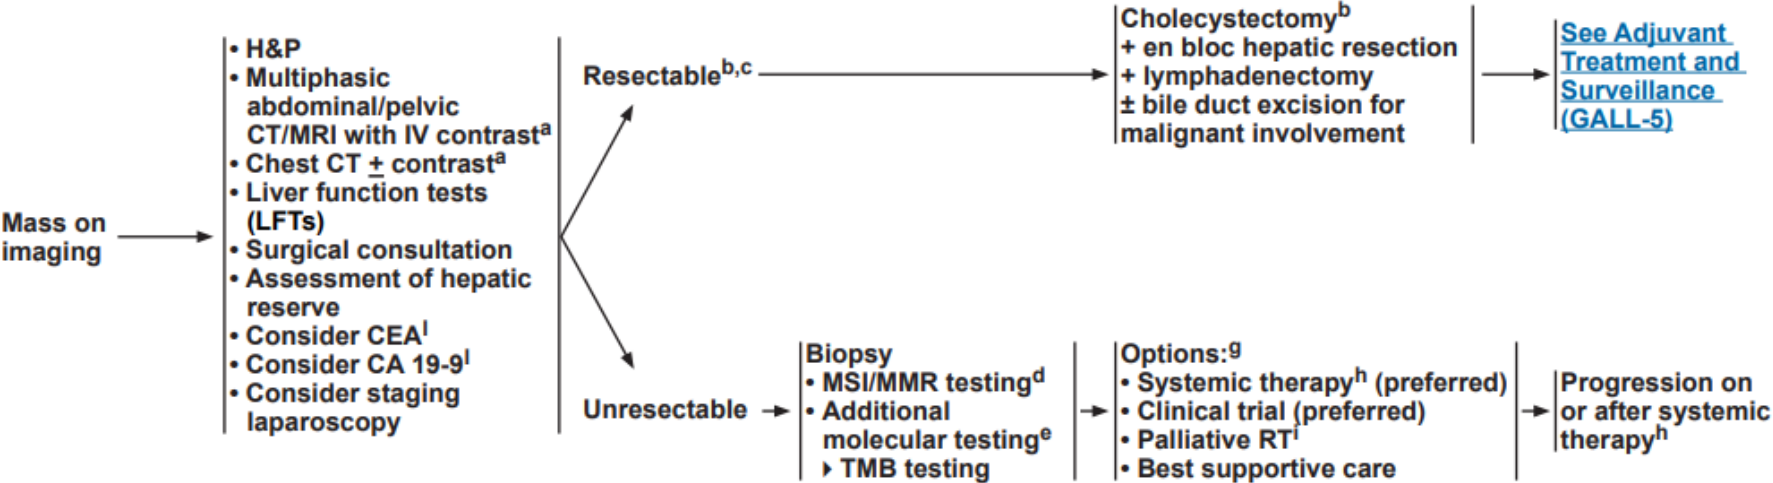 Mass on
imaging
• H&P
• Multiphasic
abdominal/pelvic
CT/MRI with IV contrastᵃ
• Chest CT ± contrastᵃ
• Liver function tests
(LFTs)
• Surgical consultation
• Assessment of hepatic
reserve
• Consider CEAˡ
• Consider CA 19-9ˡ
• Consider staging
laparoscopy
Resectableᵇ,ᶜ
Cholecystectomyᵇ
+ en bloc hepatic resection
+ lymphadenectomy
± bile duct excision for
malignant involvement
See Adjuvant
Treatment and
Surveillance
(GALL-5)
Unresectable
Biopsy
• MSI/MMR testingᵈ
• Additional
molecular testingᵉ
‣ TMB testing
Options:ᵍ
• Systemic therapyʰ (preferred)
• Clinical trial (preferred)
• Palliative RTⁱ
• Best supportive care
Progression on
or after systemic
therapyʰ